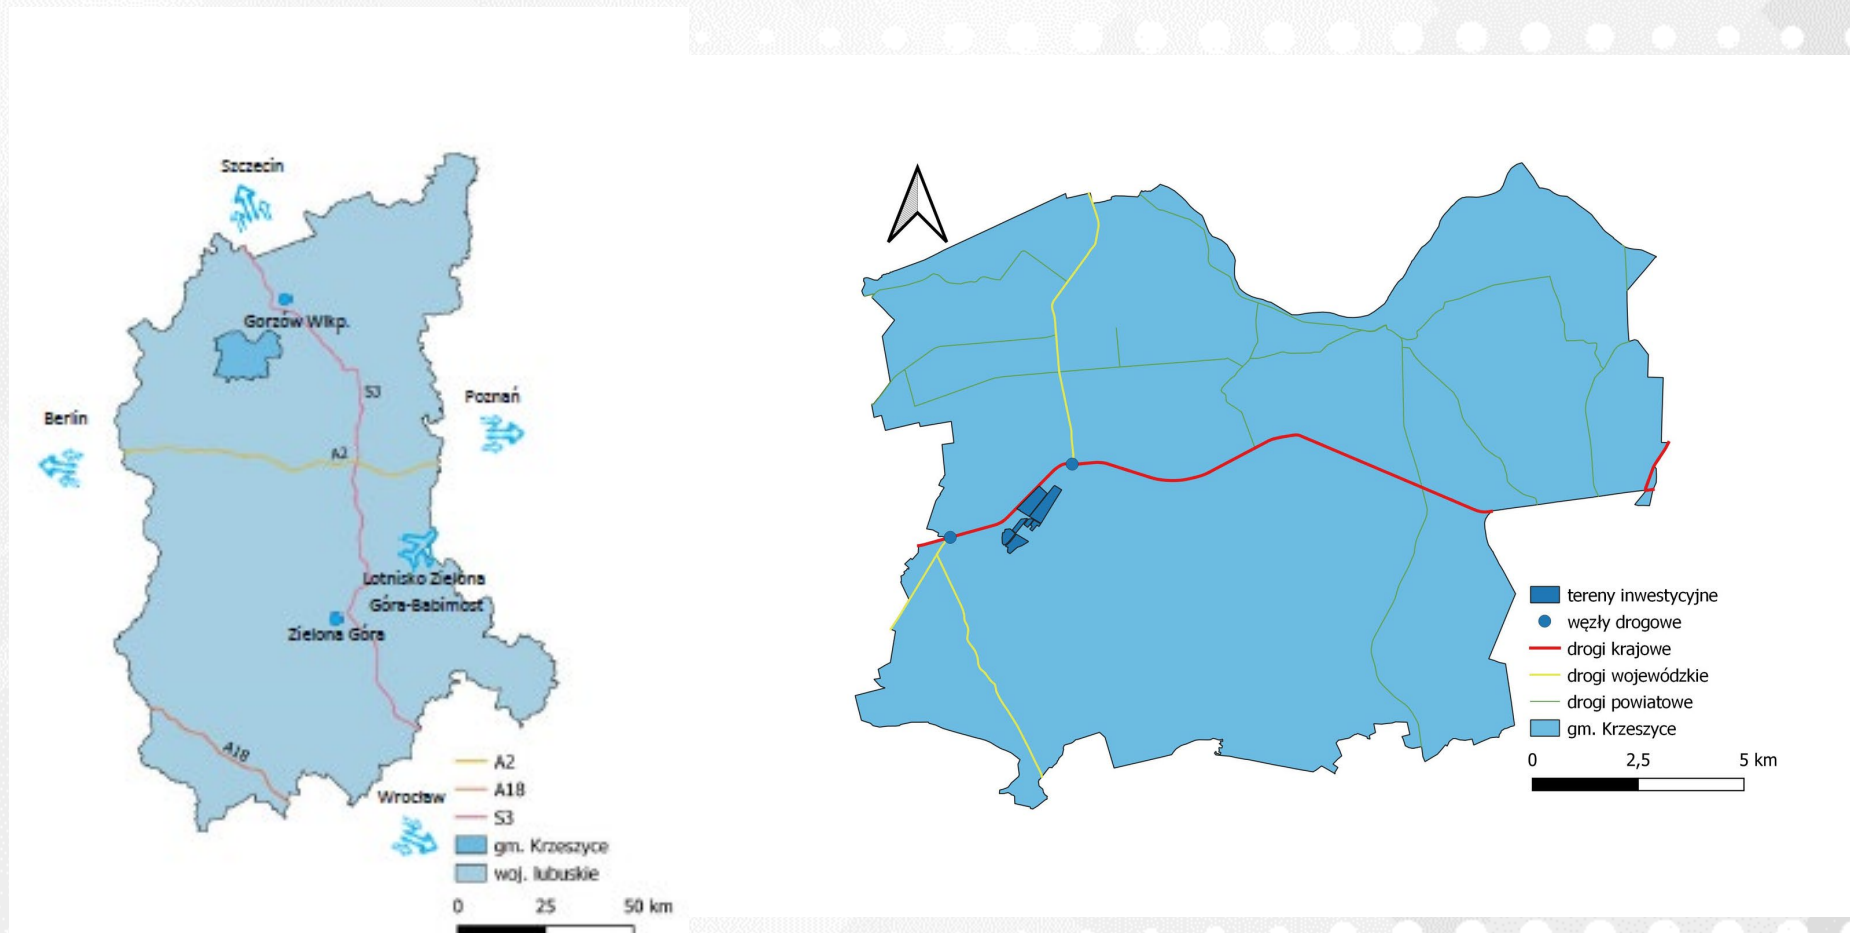 Szczecin
Gorzów Wlkp.
S3
Poznań
Berlin
A2
Lotnisko Zielona
Góra-Babimost
Zielona Góra
A18
Wrocław
A2
A18
S3
gm. Krzeszyce
woj. lubuskie
0 25 50 km
tereny inwestycyjne
węzły drogowe
drogi krajowe
drogi wojewódzkie
drogi powiatowe
gm. Krzeszyce
0 2,5 5 km